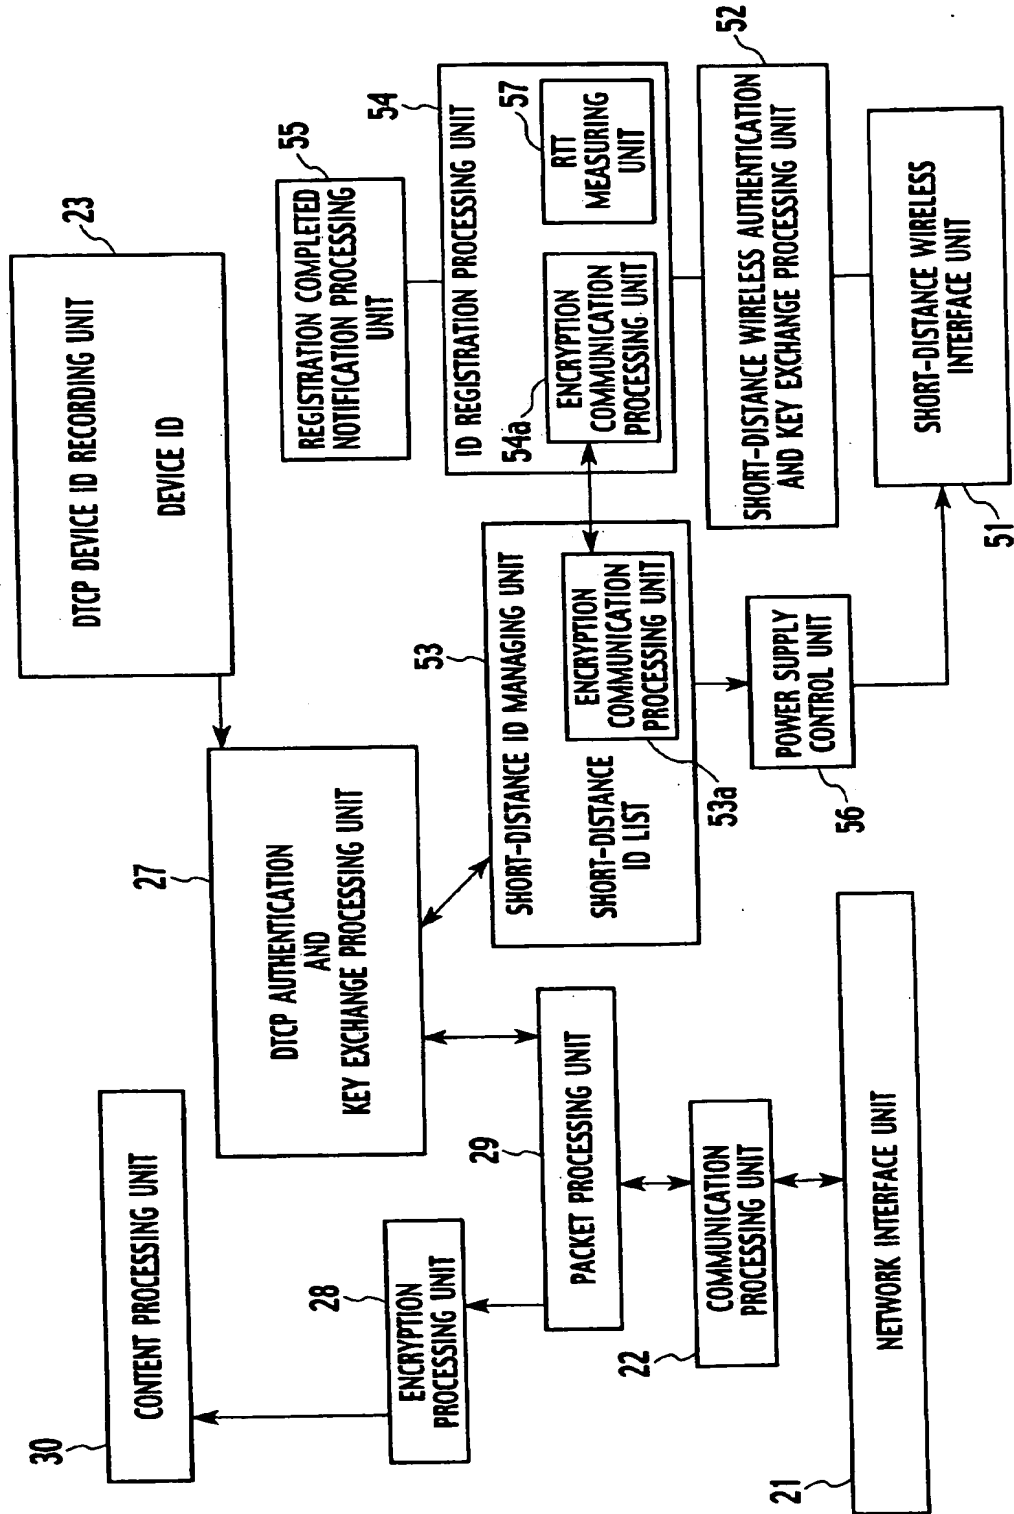 30
CONTENT PROCESSING UNIT
28
ENCRYPTION
PROCESSING UNIT
27
DTCP AUTHENTICATION
AND
KEY EXCHANGE PROCESSING UNIT
23
DTCP DEVICE ID RECORDING UNIT
DEVICE ID
29
PACKET PROCESSING UNIT
22
COMMUNICATION
PROCESSING UNIT
21
NETWORK INTERFACE UNIT
53
SHORT-DISTANCE ID MANAGING UNIT
SHORT-DISTANCE
ID LIST
ENCRYPTION
COMMUNICATION
PROCESSING UNIT
53a
56
POWER SUPPLY
CONTROL UNIT
55
REGISTRATION COMPLETED
NOTIFICATION PROCESSING
UNIT
54
ID REGISTRATION PROCESSING UNIT
54a
ENCRYPTION
COMMUNICATION
PROCESSING UNIT
57
RTT
MEASURING
UNIT
52
SHORT-DISTANCE WIRELESS AUTHENTICATION
AND KEY EXCHANGE PROCESSING UNIT
51
SHORT-DISTANCE WIRELESS
INTERFACE UNIT